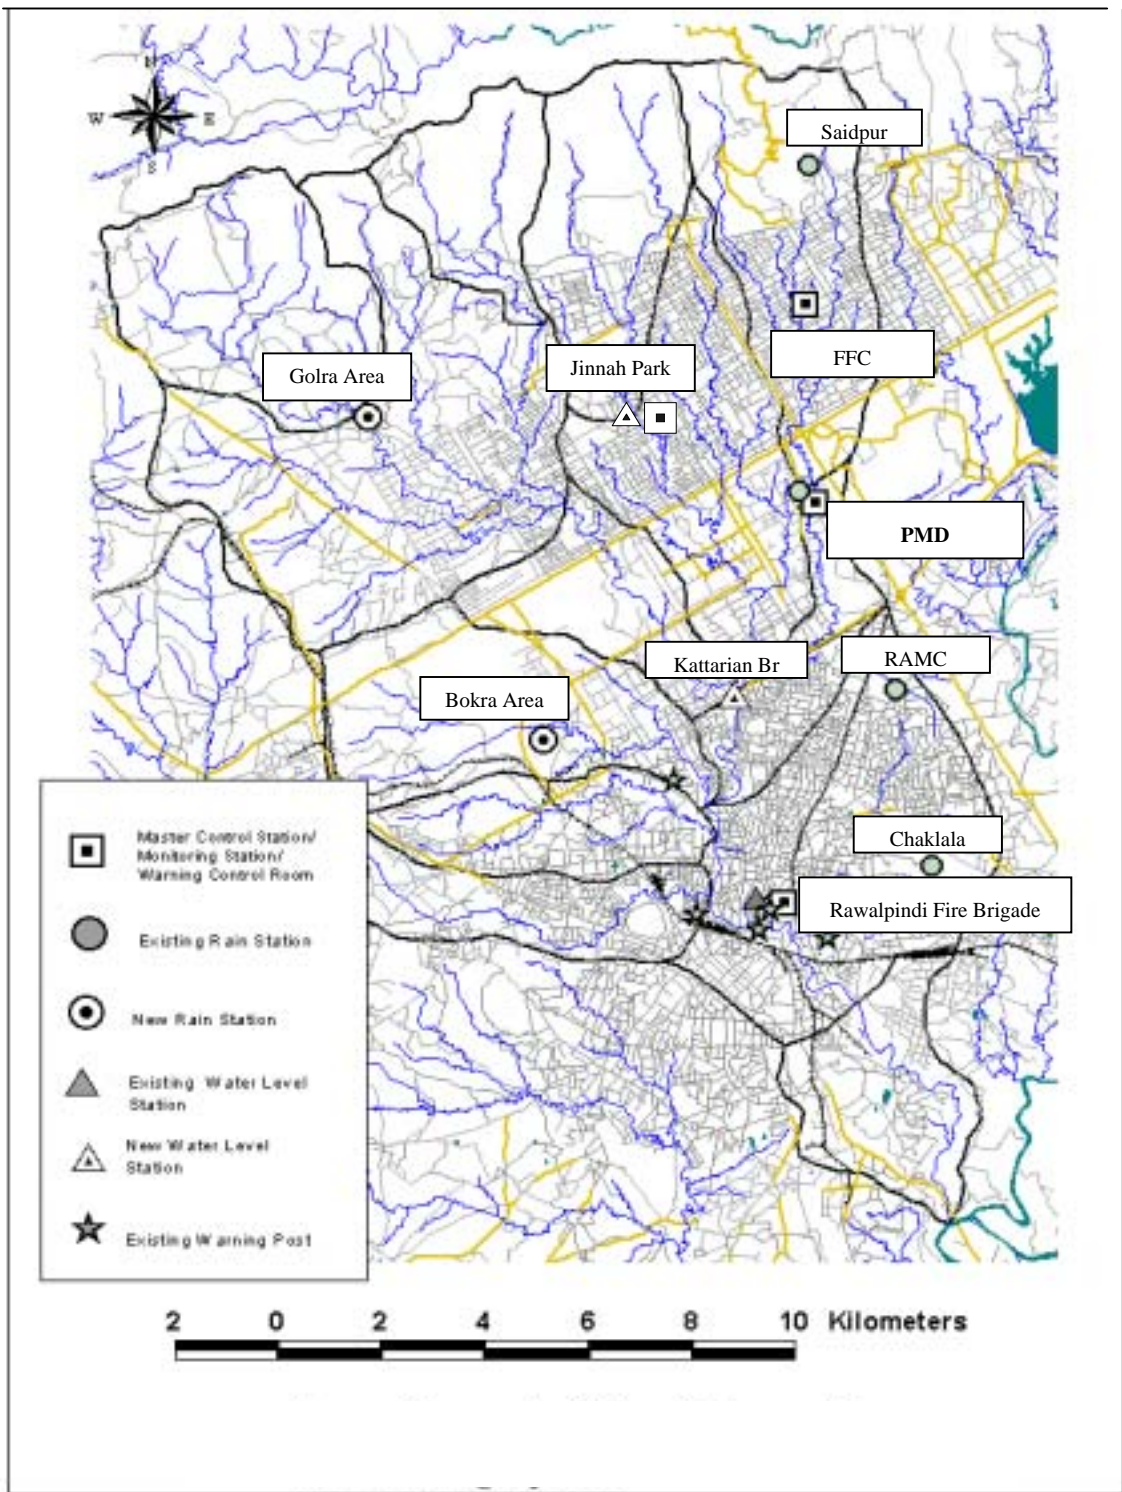 N
W E
S
Saidpur
FFC
Jinnah Park
Golra Area
PMD
Kattarian Br
RAMC
Bokra Area
Chaklala
Rawalpindi Fire Brigade
Master Control Station/
Monitoring Station/
Warning Control Room
Existing Rain Station
New Rain Station
Existing Water Level
Station
New Water Level
Station
Existing Warning Post
2 0 2 4 6 8 10 Kilometers